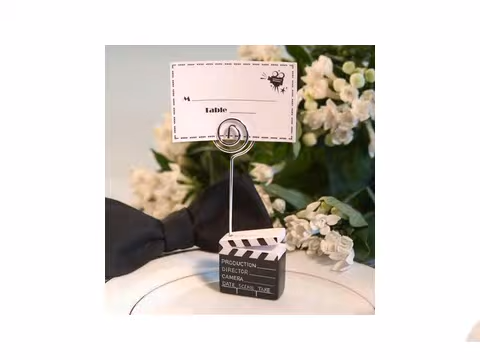 M
Table
PRODUCTION
DIRECTOR
CAMERA
DATE SCENE TAKE